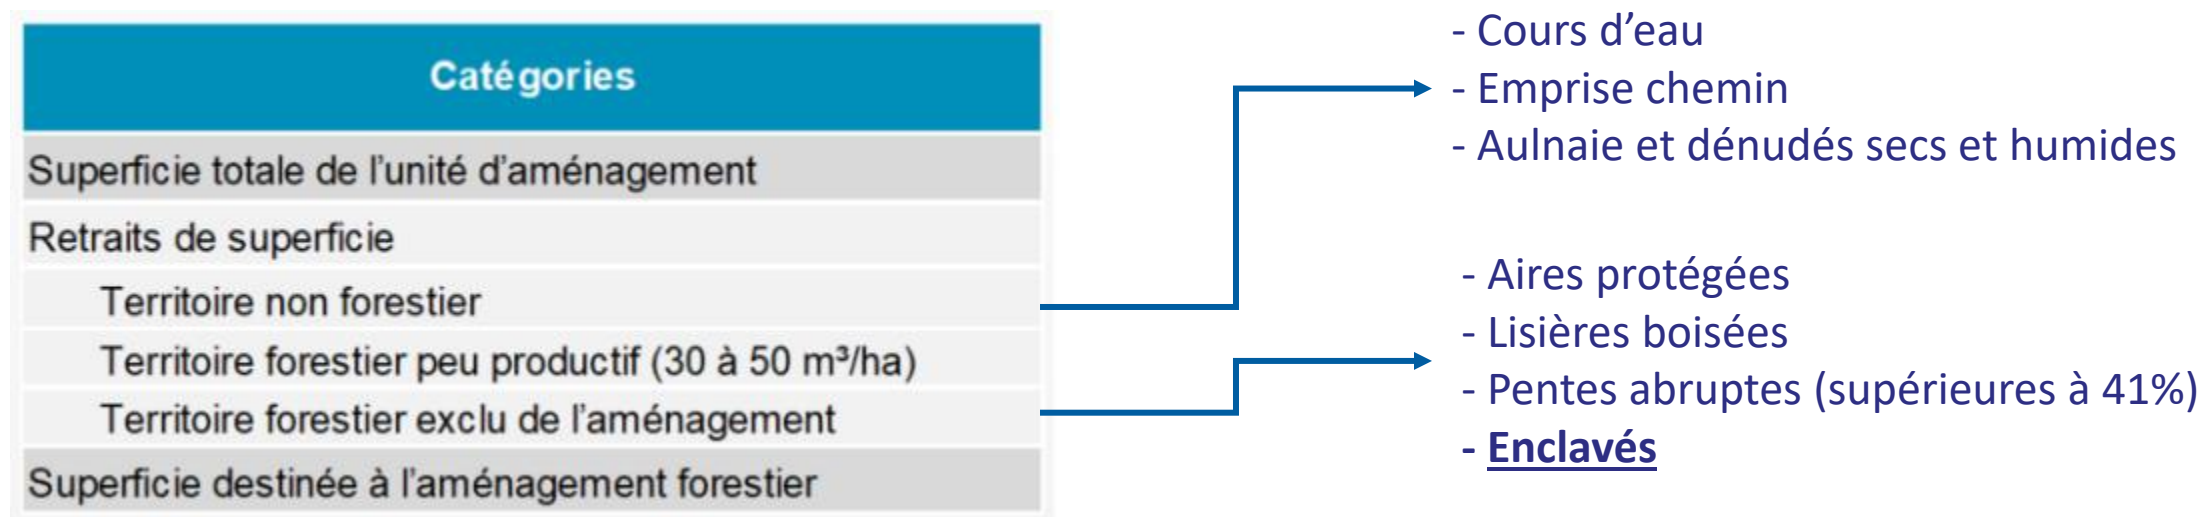 Catégories
Superficie totale de l'unité d'aménagement
Retraits de superficie
Territoire non forestier
Territoire forestier peu productif (30 à 50 m³/ha)
Territoire forestier exclu de l'aménagement
Superficie destinée à l'aménagement forestier
- Cours d’eau
- Emprise chemin
- Aulnaie et dénudés secs et humides
- Aires protégées
- Lisières boisées
- Pentes abruptes (supérieures à 41%)
- Enclavés